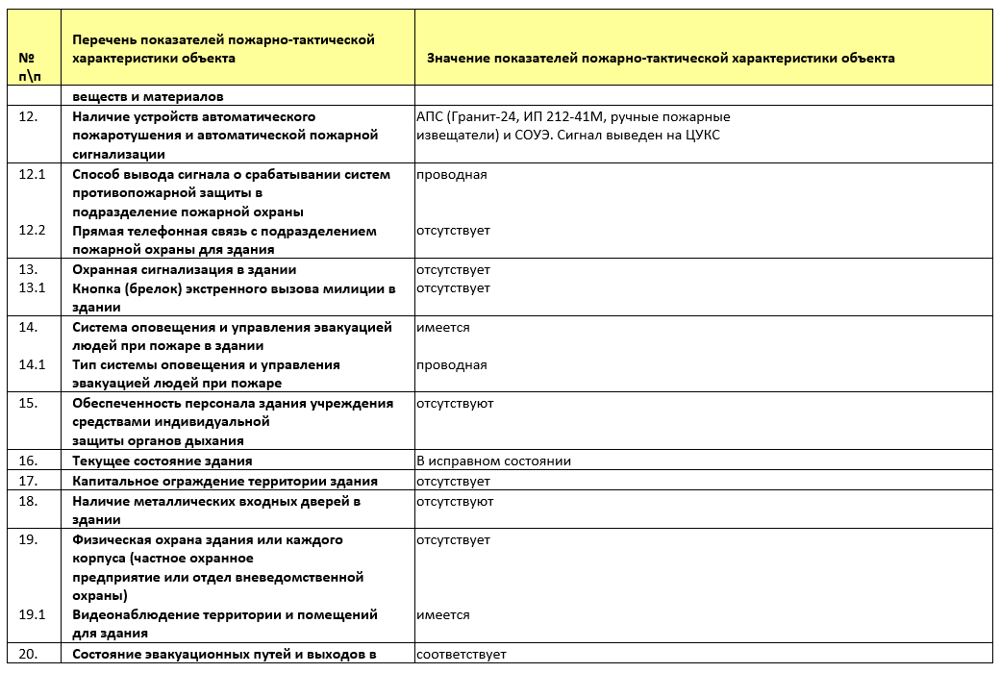 №
п\п
Перечень показателей пожарно-тактической
характеристики объекта
Значение показателей пожарно-тактической характеристики объекта
веществ и материалов
12.
Наличие устройств автоматического
пожаротушения и автоматической пожарной
сигнализации
АПС (Гранит-24, ИП 212-41М, ручные пожарные
извещатели) и СОУЭ. Сигнал выведен на ЦУКС
12.1
Способ вывода сигнала о срабатывании систем
противопожарной защиты в
подразделение пожарной охраны
проводная
12.2
Прямая телефонная связь с подразделением
пожарной охраны для здания
отсутствует
13.
Охранная сигнализация в здании
отсутствует
13.1
Кнопка (брелок) экстренного вызова милиции в
здании
отсутствует
14.
Система оповещения и управления эвакуацией
людей при пожаре в здании
имеется
14.1
Тип системы оповещения и управления
эвакуацией людей при пожаре
проводная
15.
Обеспеченность персонала здания учреждения
средствами индивидуальной
защиты органов дыхания
отсутствуют
16.
Текущее состояние здания
В исправном состоянии
17.
Капитальное ограждение территории здания
отсутствует
18.
Наличие металлических входных дверей в
здании
отсутствуют
19.
Физическая охрана здания или каждого
корпуса (частное охранное
предприятие или отдел вневедомственной
охраны)
отсутствует
19.1
Видеонаблюдение территории и помещений
для здания
имеется
20.
Состояние эвакуационных путей и выходов в
соответствует